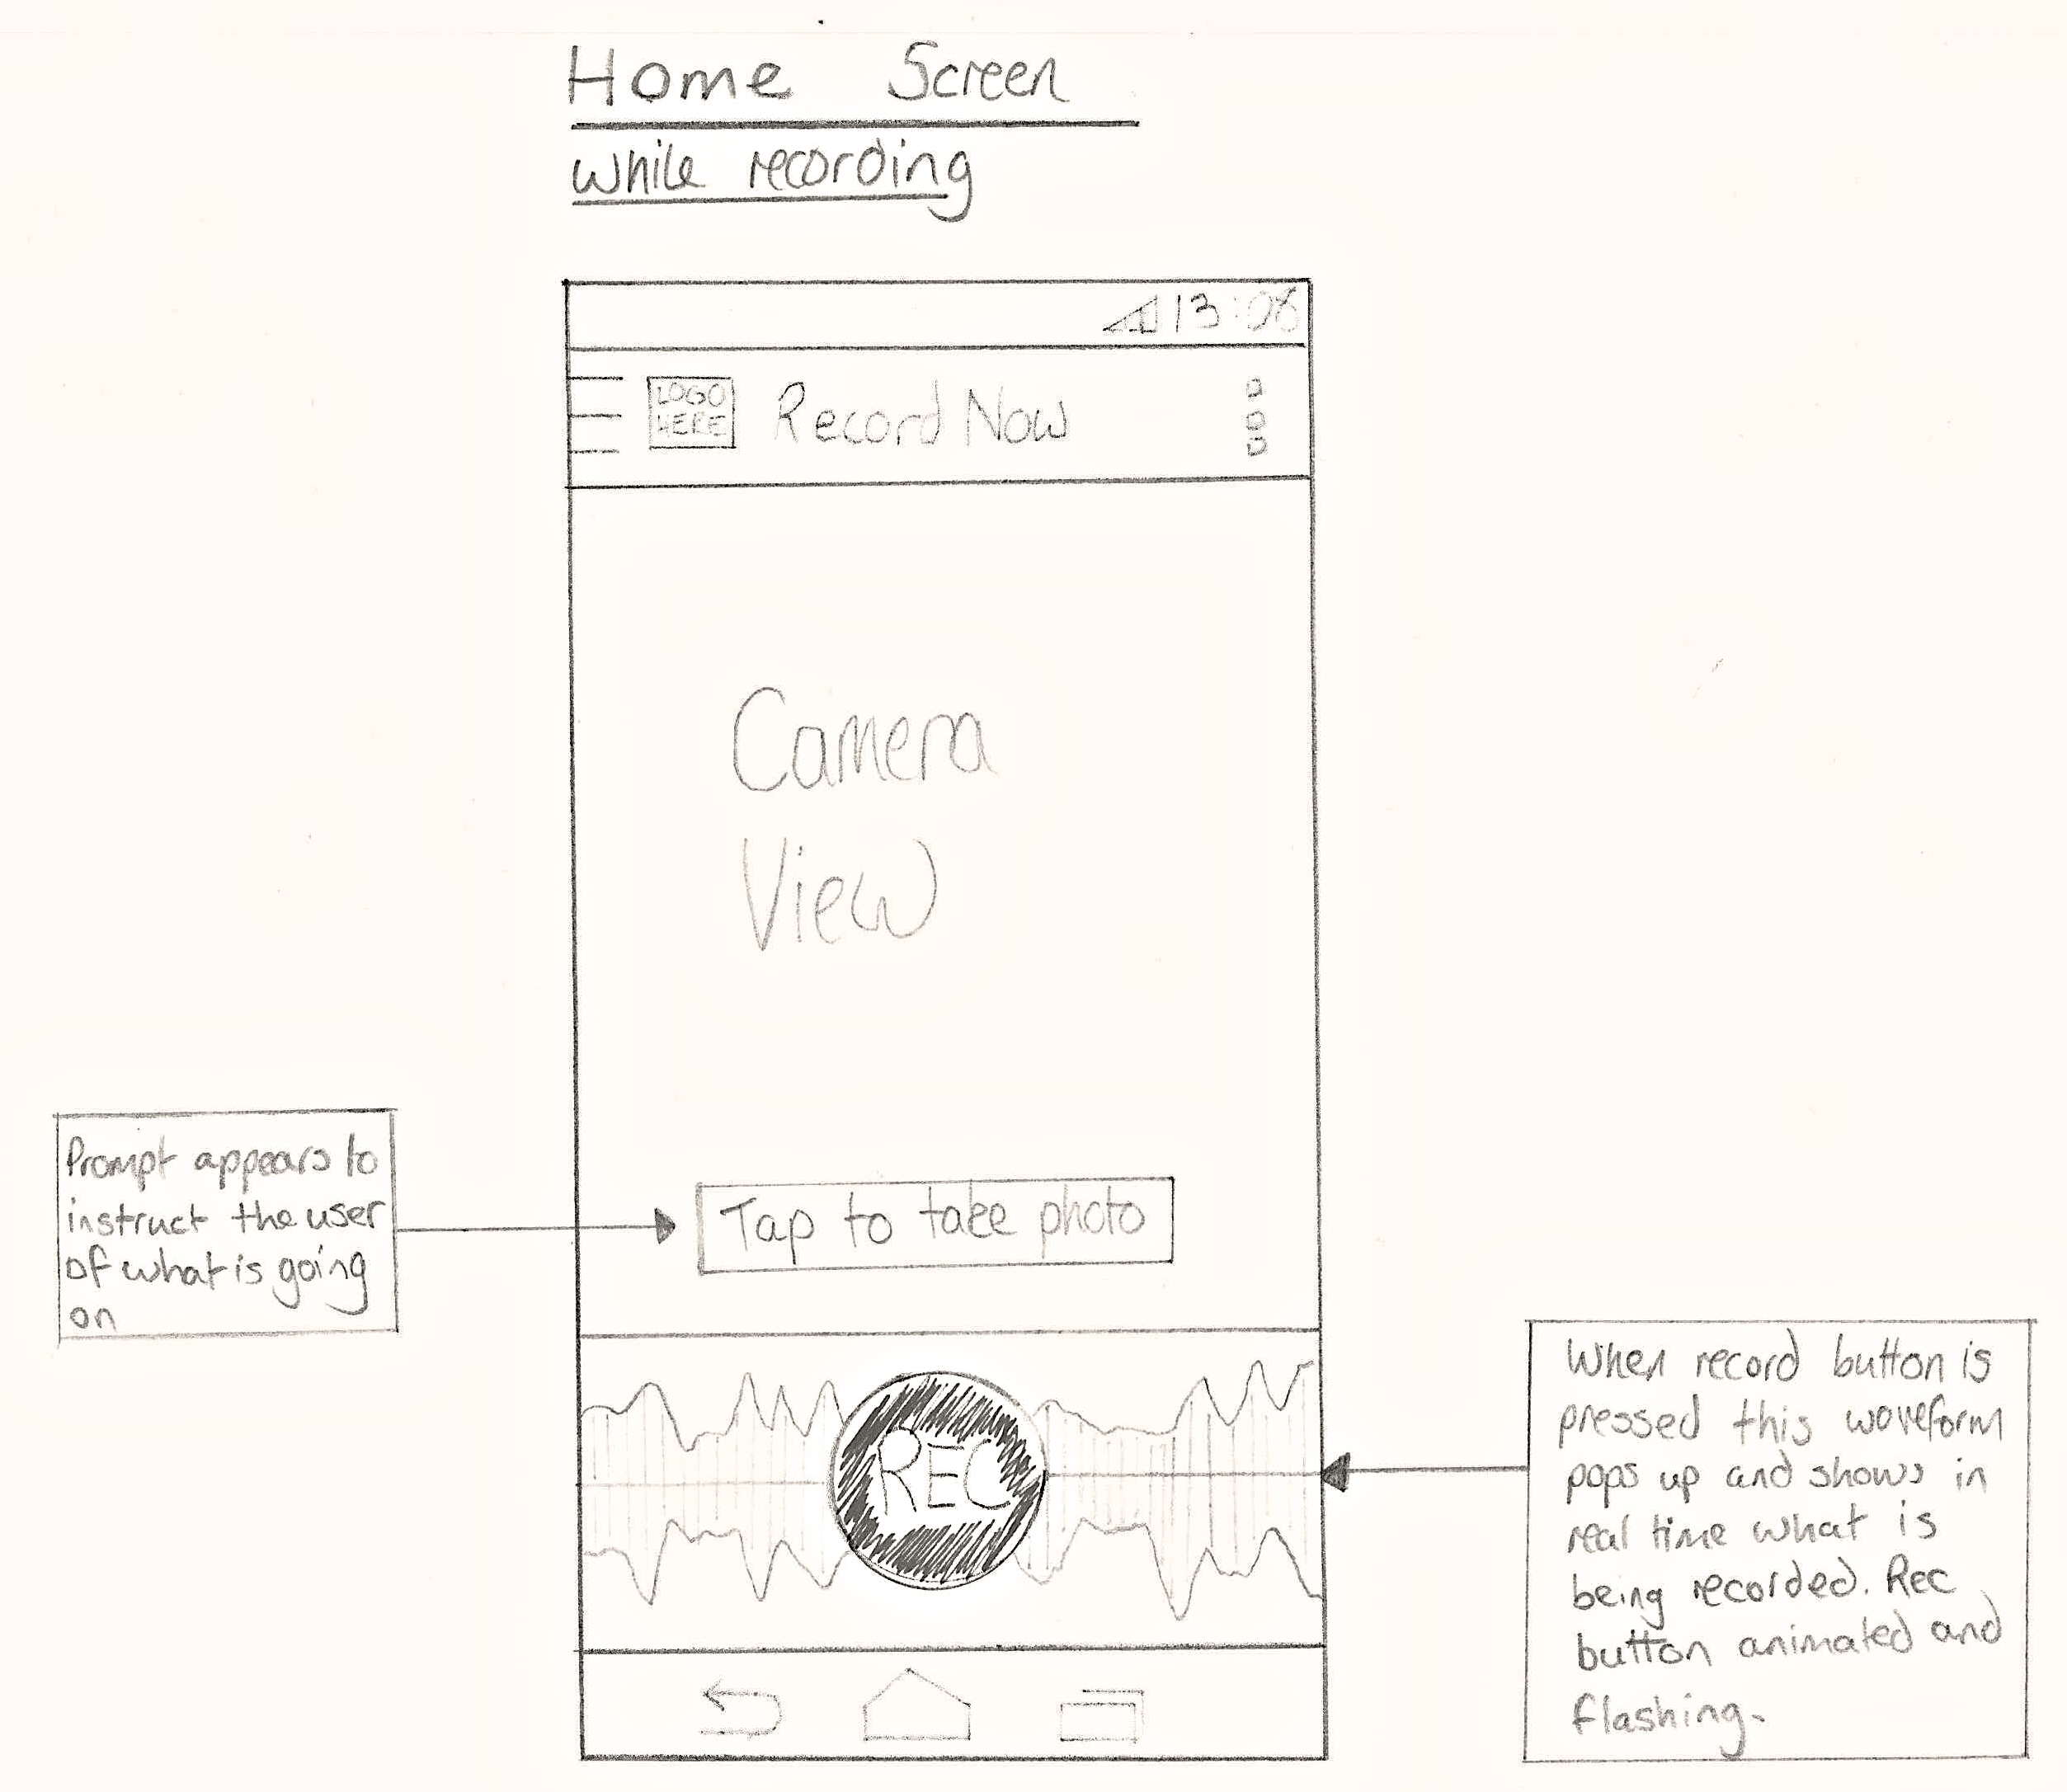 Home Screen
while recording
13:08
LOGO
HERE
Record Now
Camera
View
Prompt appears to
instruct the user
of what is going
on
Tap to take photo
REC
When record button is
pressed this waveform
pops up and shows in
real time what is
being recorded. Rec
button animated and
flashing.